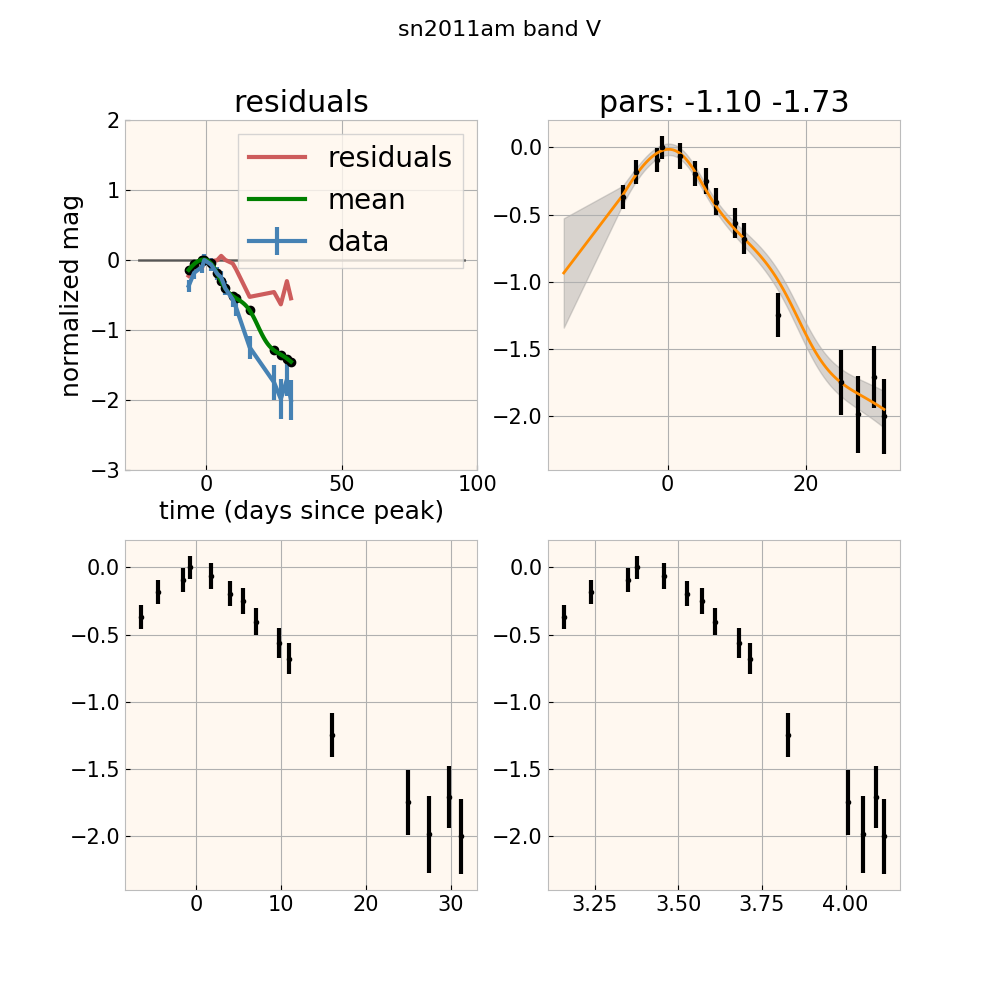 sn2011am band V
residuals
pars: -1.10 -1.73
residuals
mean
data
normalized mag
2
1
0
−1
−2
−3
0 50 100
time (days since peak)
0.0
−0.5
−1.0
−1.5
−2.0
0 20
0.0
−0.5
−1.0
−1.5
−2.0
0 10 20 30
0.0
−0.5
−1.0
−1.5
−2.0
3.25 3.50 3.75 4.00